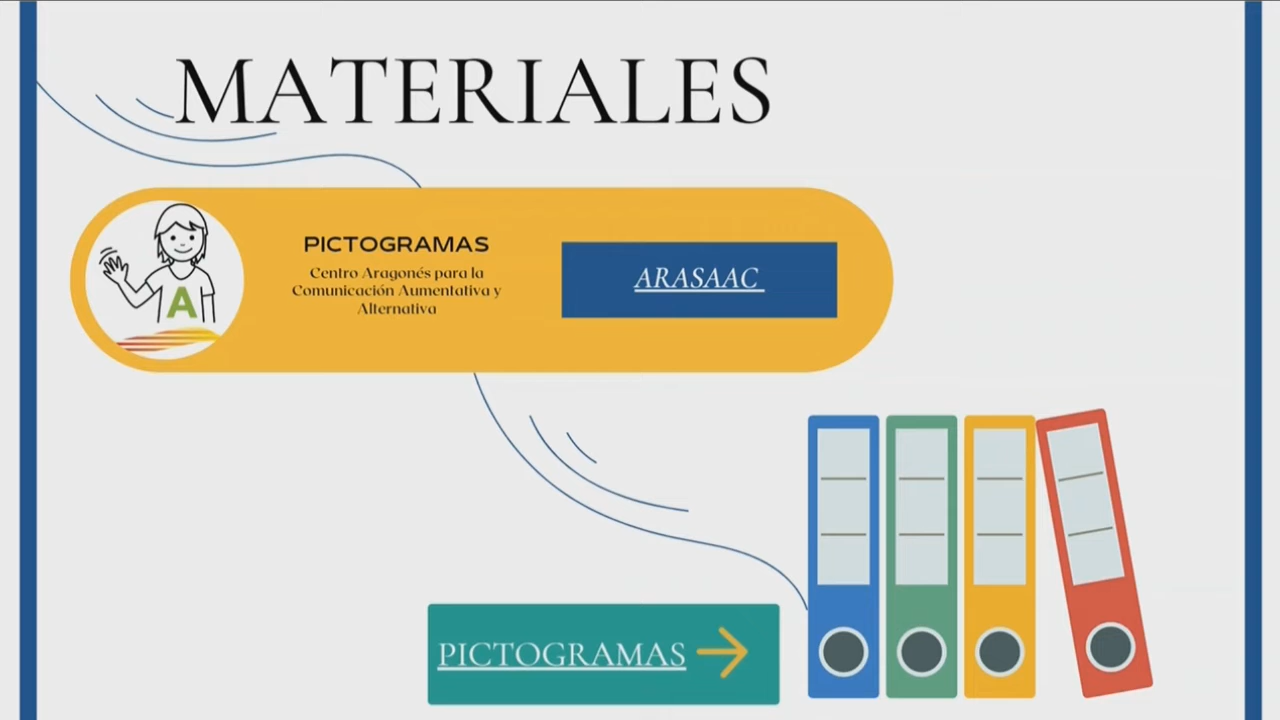 MATERIALES
PICTOGRAMAS
Centro Aragonés para la
Comunicación Aumentativa y
Alternativa
ARASAAC
A
PICTOGRAMAS